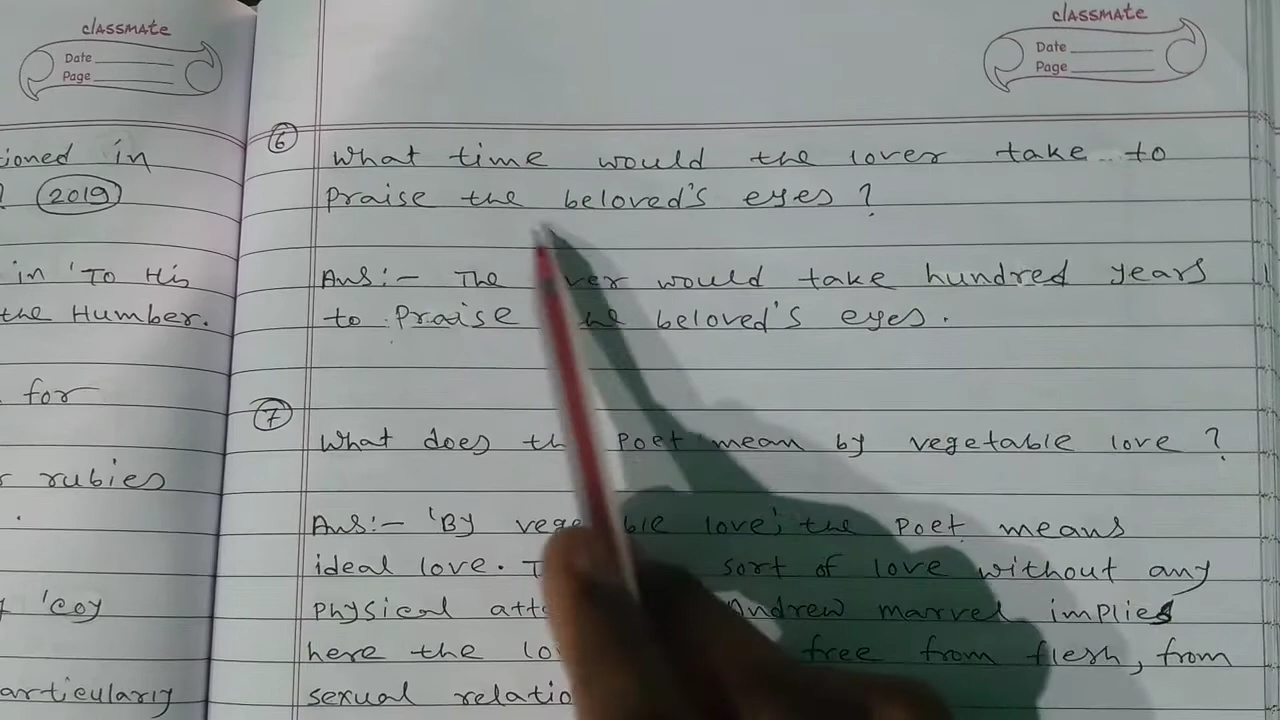 classmate
Date
Page
ioned in
? 2019
in 'To His
the Humber.
for
rubies
'coy
articularly
classmate
Date
Page
6
What time would the lover take to
Praise the beloved's eyes ?
Ans:- The would take hundred years
to Praise beloved's eyes.
7
What does Poet mean by vegetable love ?
Ans:- 'By love', the Poet means
ideal love. sort of love without any
Physical Andrew marvel implies
here the free from flesh, from
sexual